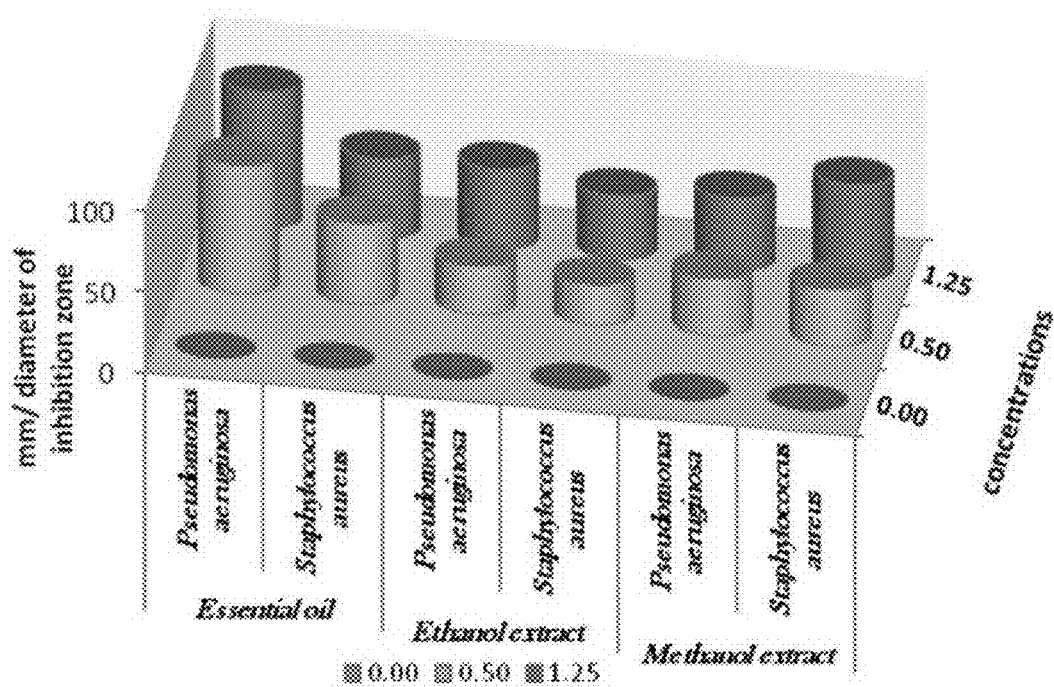 100
50
0
mm/ diameter of
inhibition zone
1.25
0.50
0.00
concentrations
Pseudomonas
aeruginosa
Staphylococcus
aureus
Pseudomonas
aeruginosa
Staphylococcus
aureus
Pseudomonas
aeruginosa
Staphylococcus
aureus
Essential oil
Ethanol extract
Methanol extract
0.00 0.50 1.25